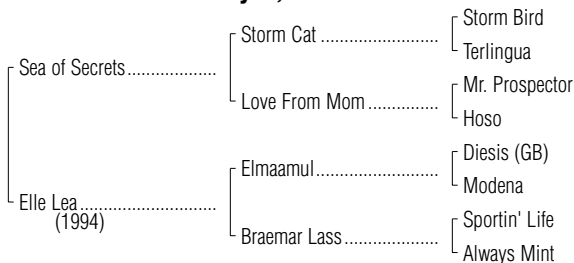 Storm Bird
Storm Cat ..............................
Terlingua
Sea of Secrets...................
Mr. Prospector
Love From Mom ..................
Hoso
Diesis (GB)
Elmaamul...............................
Modena
Elle Lea.............................
(1994)
Sportin' Life
Braemar Lass........................
Always Mint